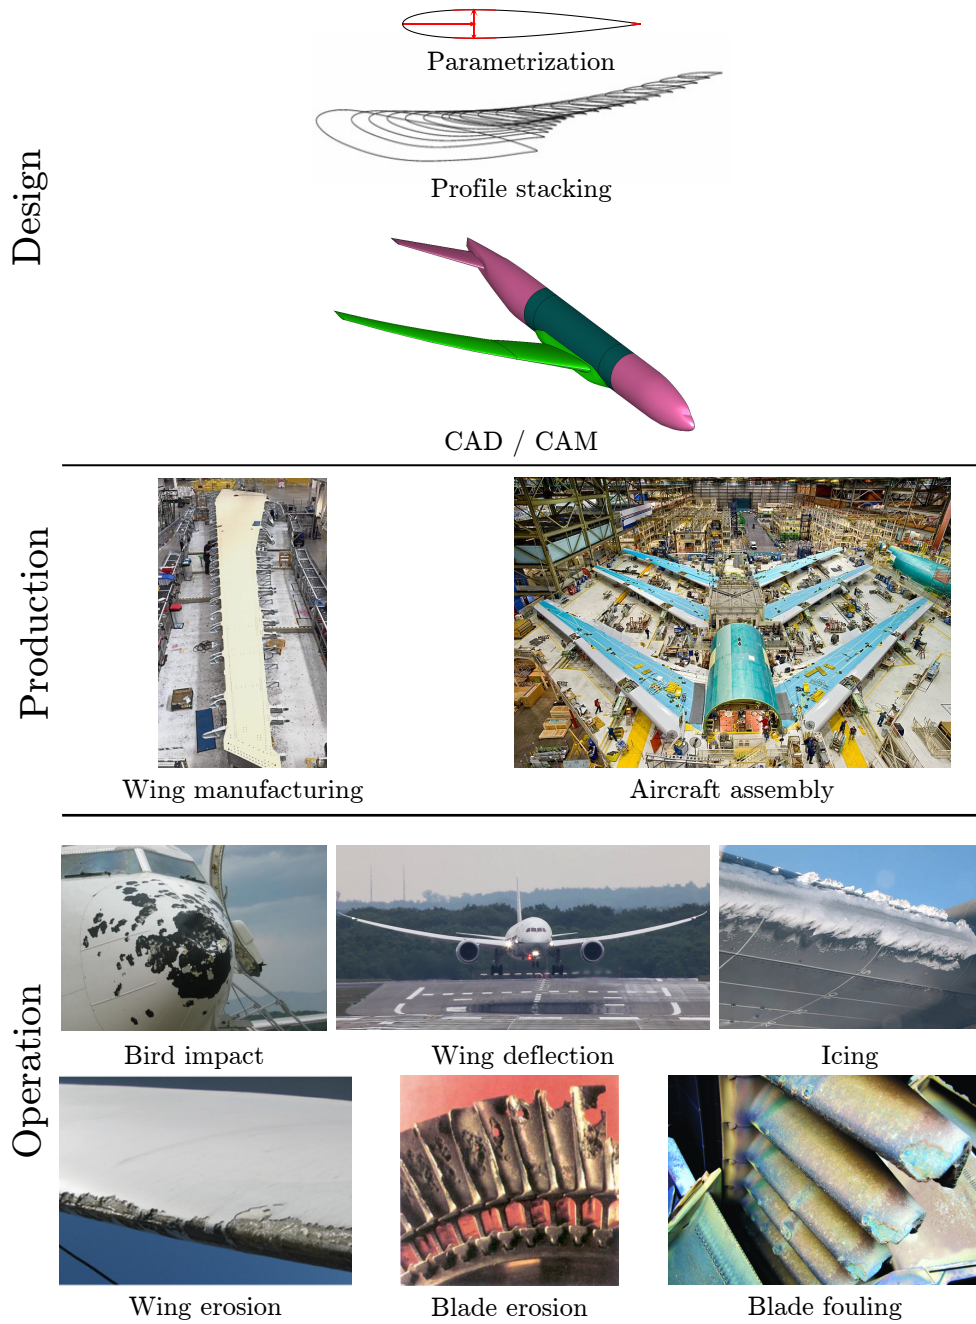 Parametrization
Profile stacking
Design
CAD / CAM
Production
Wing manufacturing
Aircraft assembly
Operation
Bird impact
Wing deflection
Icing
Wing erosion
Blade erosion
Blade fouling